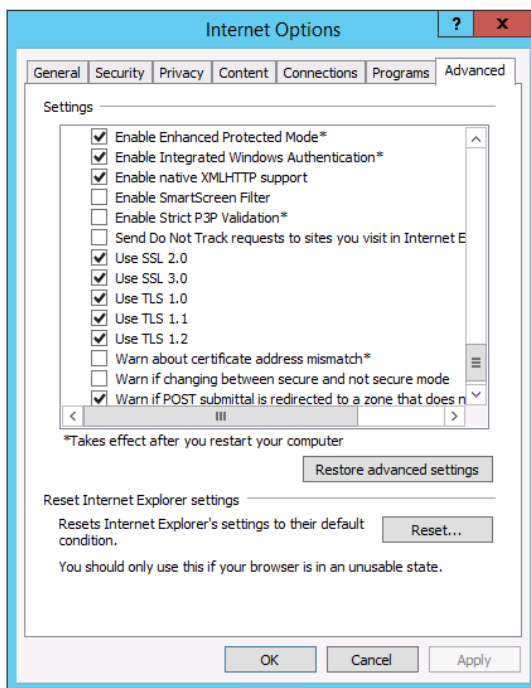 Internet Options
?
x
General Security Privacy Content Connections Programs Advanced
Settings
Enable Enhanced Protected Mode*
Enable Integrated Windows Authentication*
Enable native XMLHTTP support
Enable SmartScreen Filter
Enable Strict P3P Validation*
Send Do Not Track requests to sites you visit in Internet E
Use SSL 2.0
Use SSL 3.0
Use TLS 1.0
Use TLS 1.1
Use TLS 1.2
Warn about certificate address mismatch*
Warn if changing between secure and not secure mode
Warn if POST submittal is redirected to a zone that does n
*Takes effect after you restart your computer
Restore advanced settings
Reset Internet Explorer settings
Resets Internet Explorer's settings to their default
condition.
Reset...
You should only use this if your browser is in an unusable state.
OK Cancel Apply